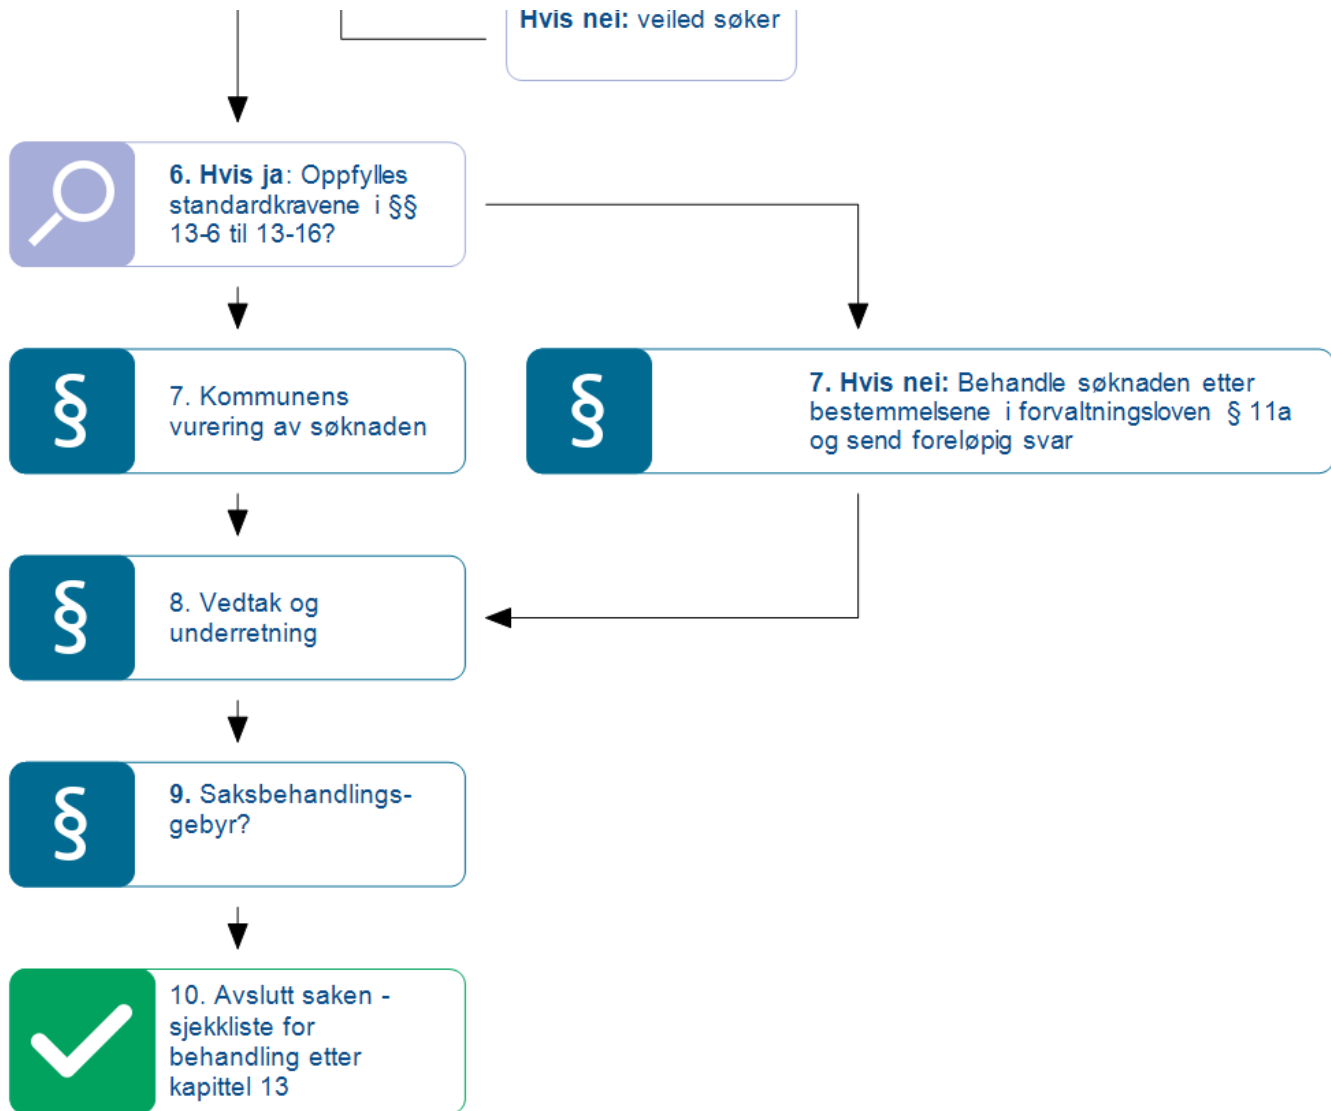 Hvis nei: veiled søker
6. Hvis ja: Oppfylles
standardkravene i §§
13-6 til 13-16?
§
7. Kommunens
vurering av søknaden
§
7. Hvis nei: Behandle søknaden etter
bestemmelsene i forvaltningsloven § 11a
og send foreløpig svar
§
8. Vedtak og
underretning
§
9. Saksbehandlings-
gebyr?
10. Avslutt saken -
sjekkliste for
behandling etter
kapittel 13